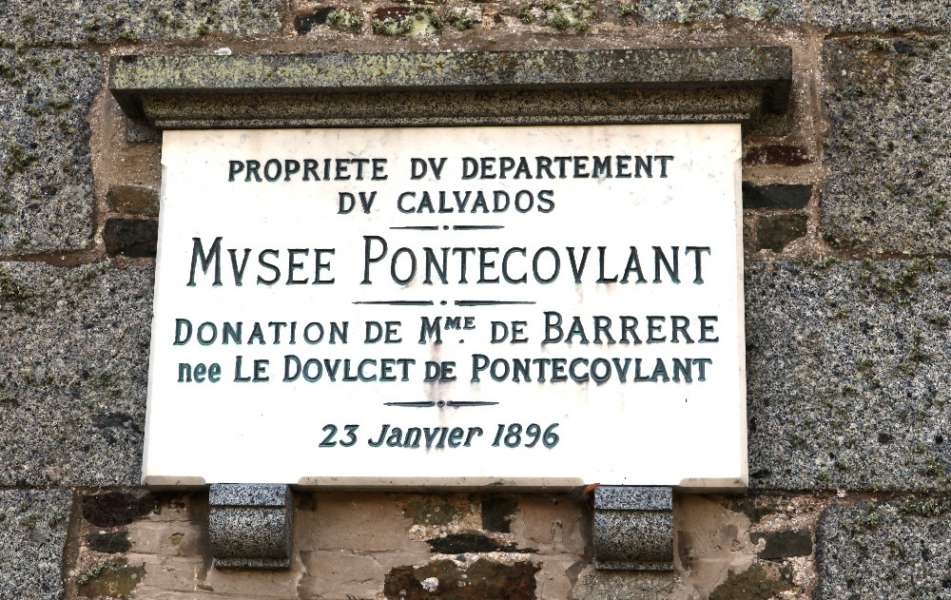 PROPRIETE DV DEPARTEMENT
DV CALVADOS
MVSEE PONTECOVLANT
DONATION DE MME. DE BARRERE
nee LE DOVLCET DE PONTECOVLANT
23 Janvier 1896